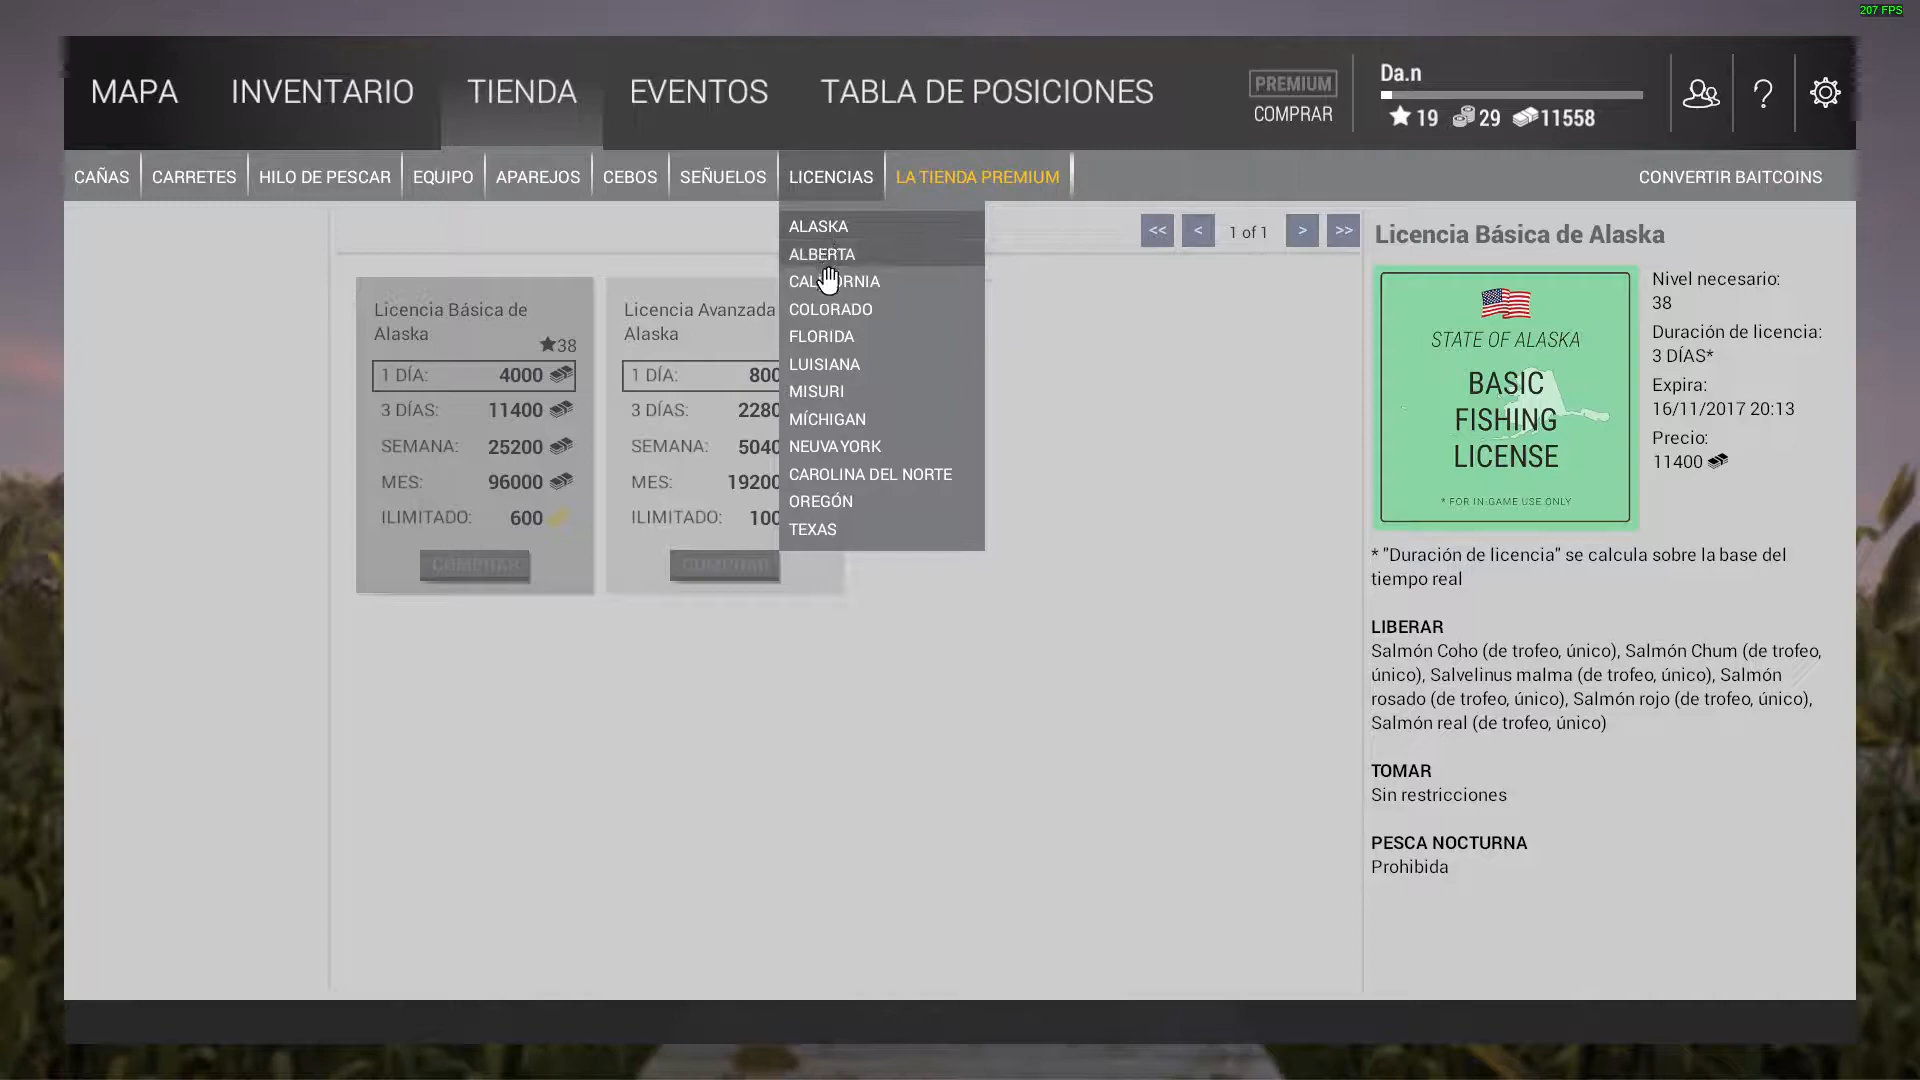 207 FPS
MAPA INVENTARIO TIENDA EVENTOS TABLA DE POSICIONES
PREMIUM
COMPRAR
Da.n
19 29 11558
CAÑAS CARRETES HILO DE PESCAR EQUIPO APAREJOS CEBOS SEÑUELOS LICENCIAS LA TIENDA PREMIUM CONVERTIR BAITCOINS
ALASKA
ALBERTA
COLORADO
FLORIDA
LUISIANA
MISURI
MÍCHIGAN
NEUVA YORK
CAROLINA DEL NORTE
OREGÓN
TEXAS
<< < 1 of 1 > >>
Licencia Básica de
Alaska
38
1 DÍA: 4000
3 DÍAS: 11400
SEMANA: 25200
MES: 96000
ILIMITADO: 600
COMPRAR
Licencia Avanzada
Alaska
1 DÍA: 800
3 DÍAS: 2280
SEMANA: 5040
MES: 19200
ILIMITADO: 100
Licencia Básica de Alaska
STATE OF ALASKA
BASIC
FISHING
LICENSE
* FOR IN-GAME USE ONLY
Nivel necesario:
38
Duración de licencia:
3 DÍAS*
Expira:
16/11/2017 20:13
Precio:
11400
* "Duración de licencia" se calcula sobre la base del
tiempo real
LIBERAR
Salmón Coho (de trofeo, único), Salmón Chum (de trofeo,
único), Salvelinus malma (de trofeo, único), Salmón
rosado (de trofeo, único), Salmón rojo (de trofeo, único),
Salmón real (de trofeo, único)
TOMAR
Sin restricciones
PESCA NOCTURNA
Prohibida